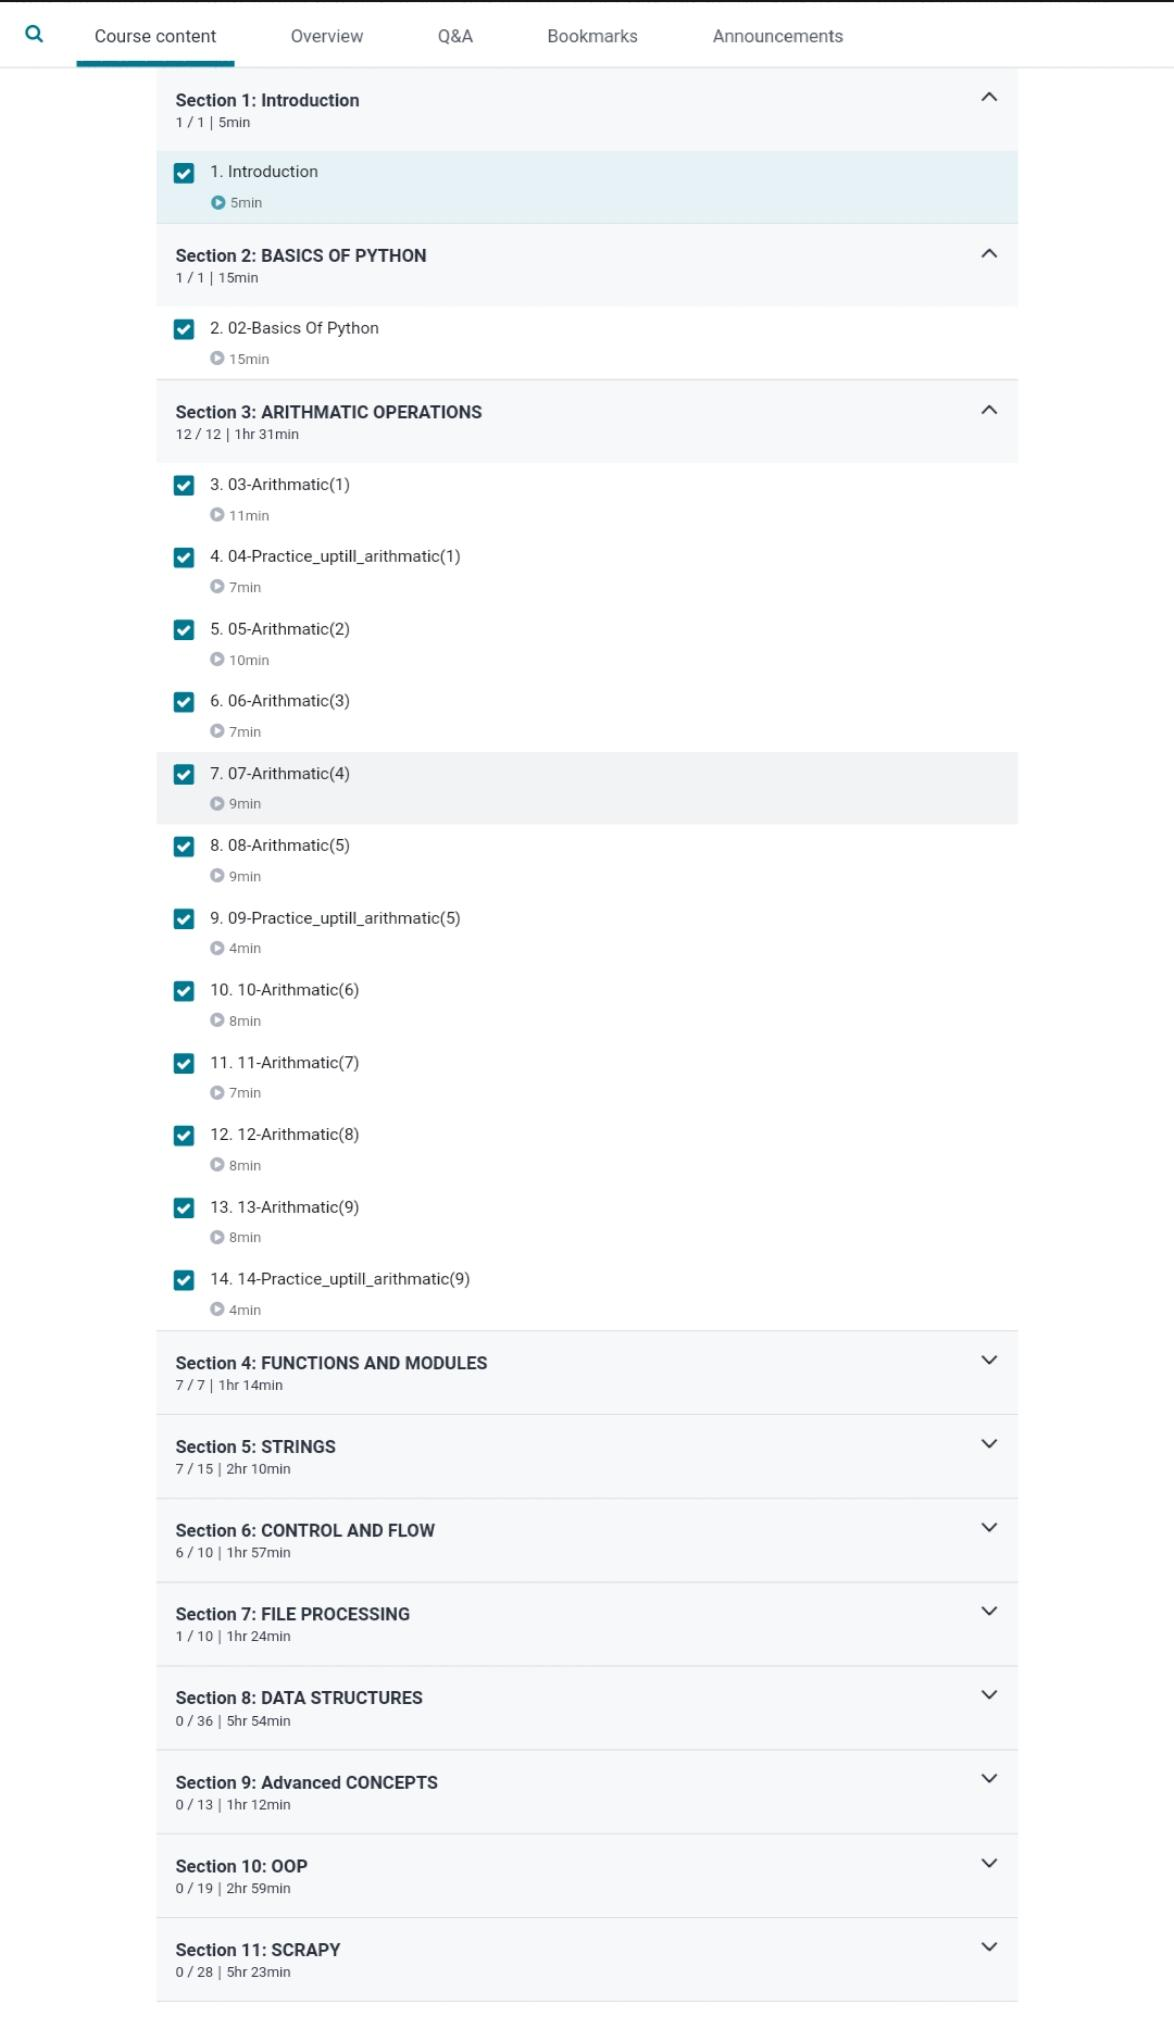 Course content
Overview
Q&A
Bookmarks
Announcements
Section 1: Introduction
1 / 1 | 5min
1. Introduction
5min
Section 2: BASICS OF PYTHON
1 / 1 | 15min
2. 02-Basics Of Python
15min
Section 3: ARITHMATIC OPERATIONS
12 / 12 | 1hr 31min
3. 03-Arithmatic(1)
11min
4. 04-Practice_uptill_arithmatic(1)
7min
5. 05-Arithmatic(2)
10min
6. 06-Arithmatic(3)
7min
7. 07-Arithmatic(4)
9min
8. 08-Arithmatic(5)
9min
9. 09-Practice_uptill_arithmatic(5)
4min
10. 10-Arithmatic(6)
8min
11. 11-Arithmatic(7)
7min
12. 12-Arithmatic(8)
8min
13. 13-Arithmatic(9)
8min
14. 14-Practice_uptill_arithmatic(9)
4min
Section 4: FUNCTIONS AND MODULES
7 / 7 | 1hr 14min
Section 5: STRINGS
7 / 15 | 2hr 10min
Section 6: CONTROL AND FLOW
6 / 10 | 1hr 57min
Section 7: FILE PROCESSING
1 / 10 | 1hr 24min
Section 8: DATA STRUCTURES
0 / 36 | 5hr 54min
Section 9: Advanced CONCEPTS
0 / 13 | 1hr 12min
Section 10: OOP
0 / 19 | 2hr 59min
Section 11: SCRAPY
0 / 28 | 5hr 23min